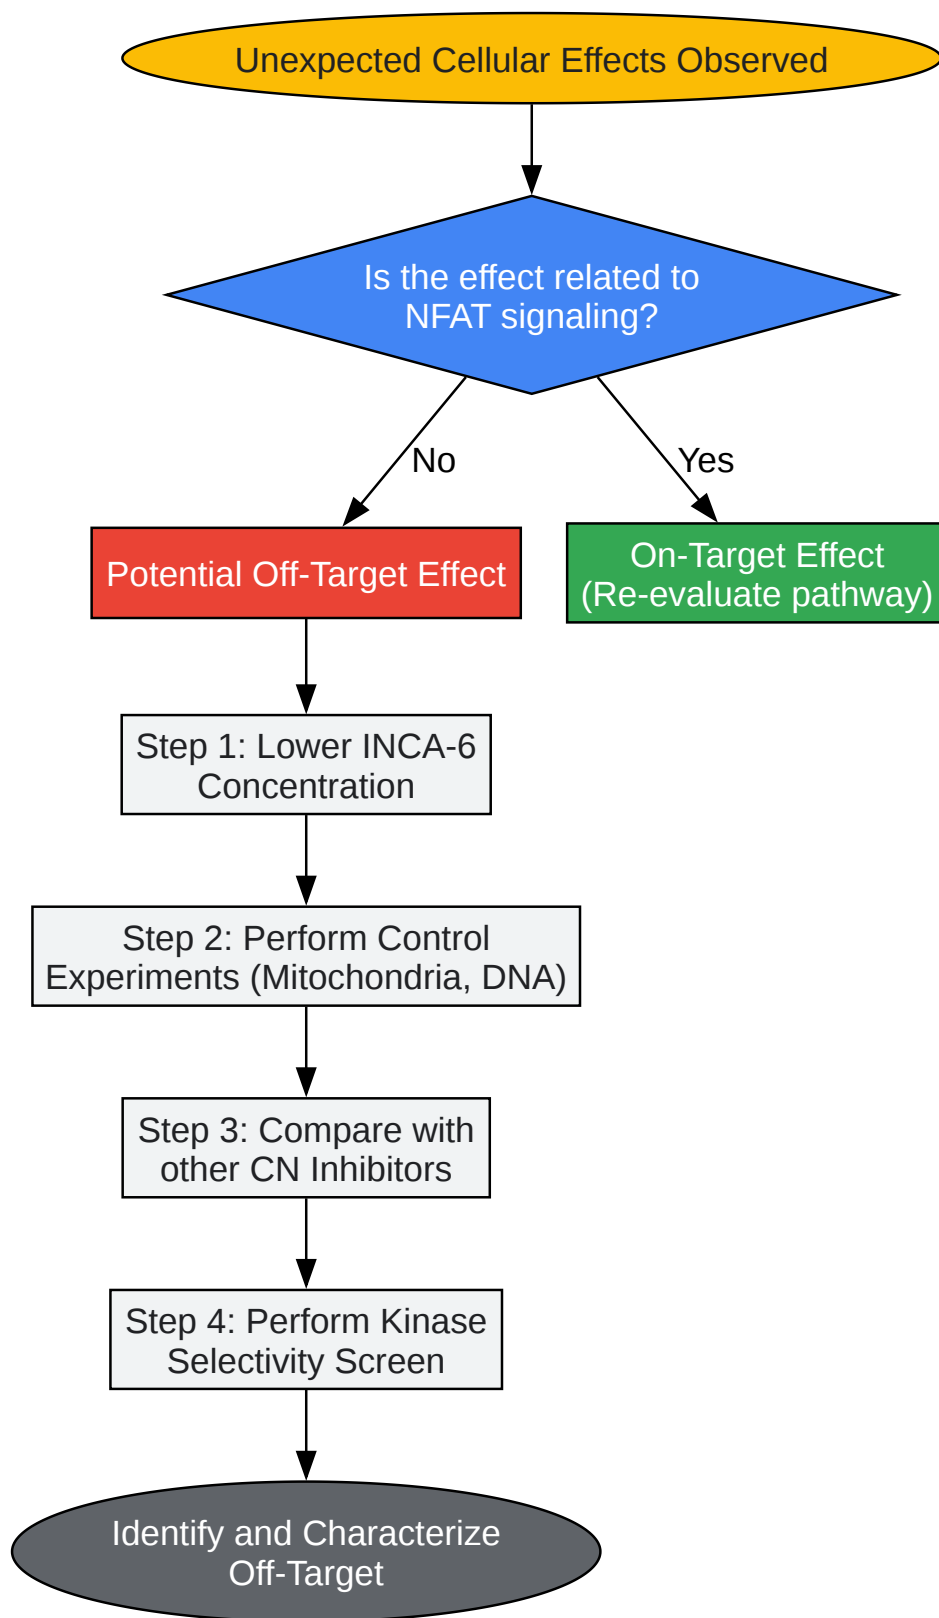 Unexpected Cellular Effects Observed
Is the effect related to
NFAT signaling?
No
Yes
Potential Off-Target Effect
On-Target Effect
(Re-evaluate pathway)
Step 1: Lower INCA-6
Concentration
Step 2: Perform Control
Experiments (Mitochondria, DNA)
Step 3: Compare with
other CN Inhibitors
Step 4: Perform Kinase
Selectivity Screen
Identify and Characterize
Off-Target